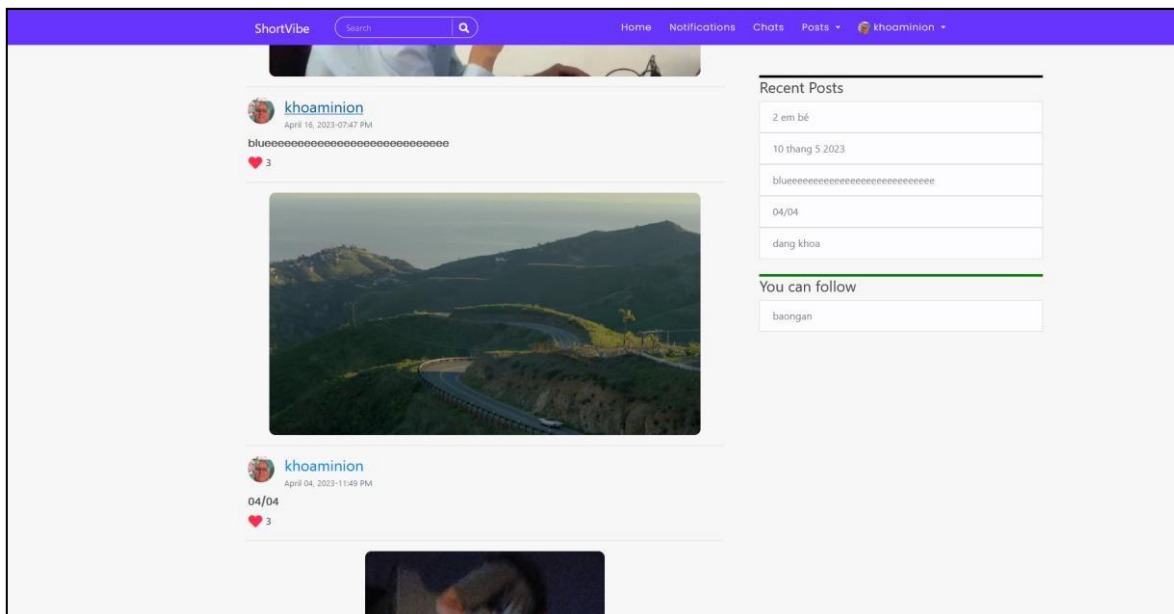 ShortVibe Search Home Notifications Chats Posts khoaminion
khoaminion
April 16, 2023-07:47 PM
blueeeeeeeeeeeeeeeeeeeeeeeeeeee
3
khoaminion
April 04, 2023-11:49 PM
04/04
3
Recent Posts
2 em bé
10 thang 5 2023
blueeeeeeeeeeeeeeeeeeeeeeeeeeee
04/04
dang khoa
You can follow
baongan